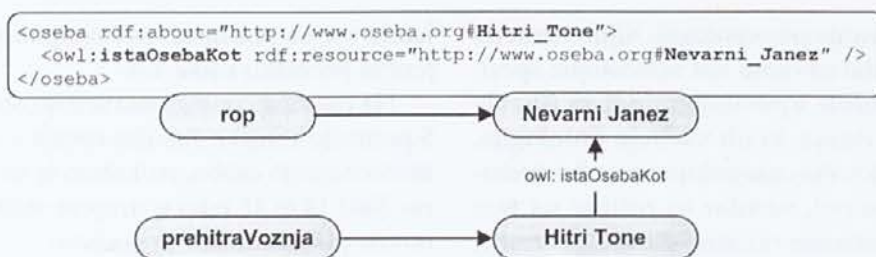 <oseba rdf:about="http://www.oseba.org#Hitri_Tone">
<owl:istaOsebaKot rdf:resource="http://www.oseba.org#Nevarni_Janez" />
</oseba>
rop
Nevarni Janez
owl: istaOsebaKot
prehitraVoznja
Hitri Tone